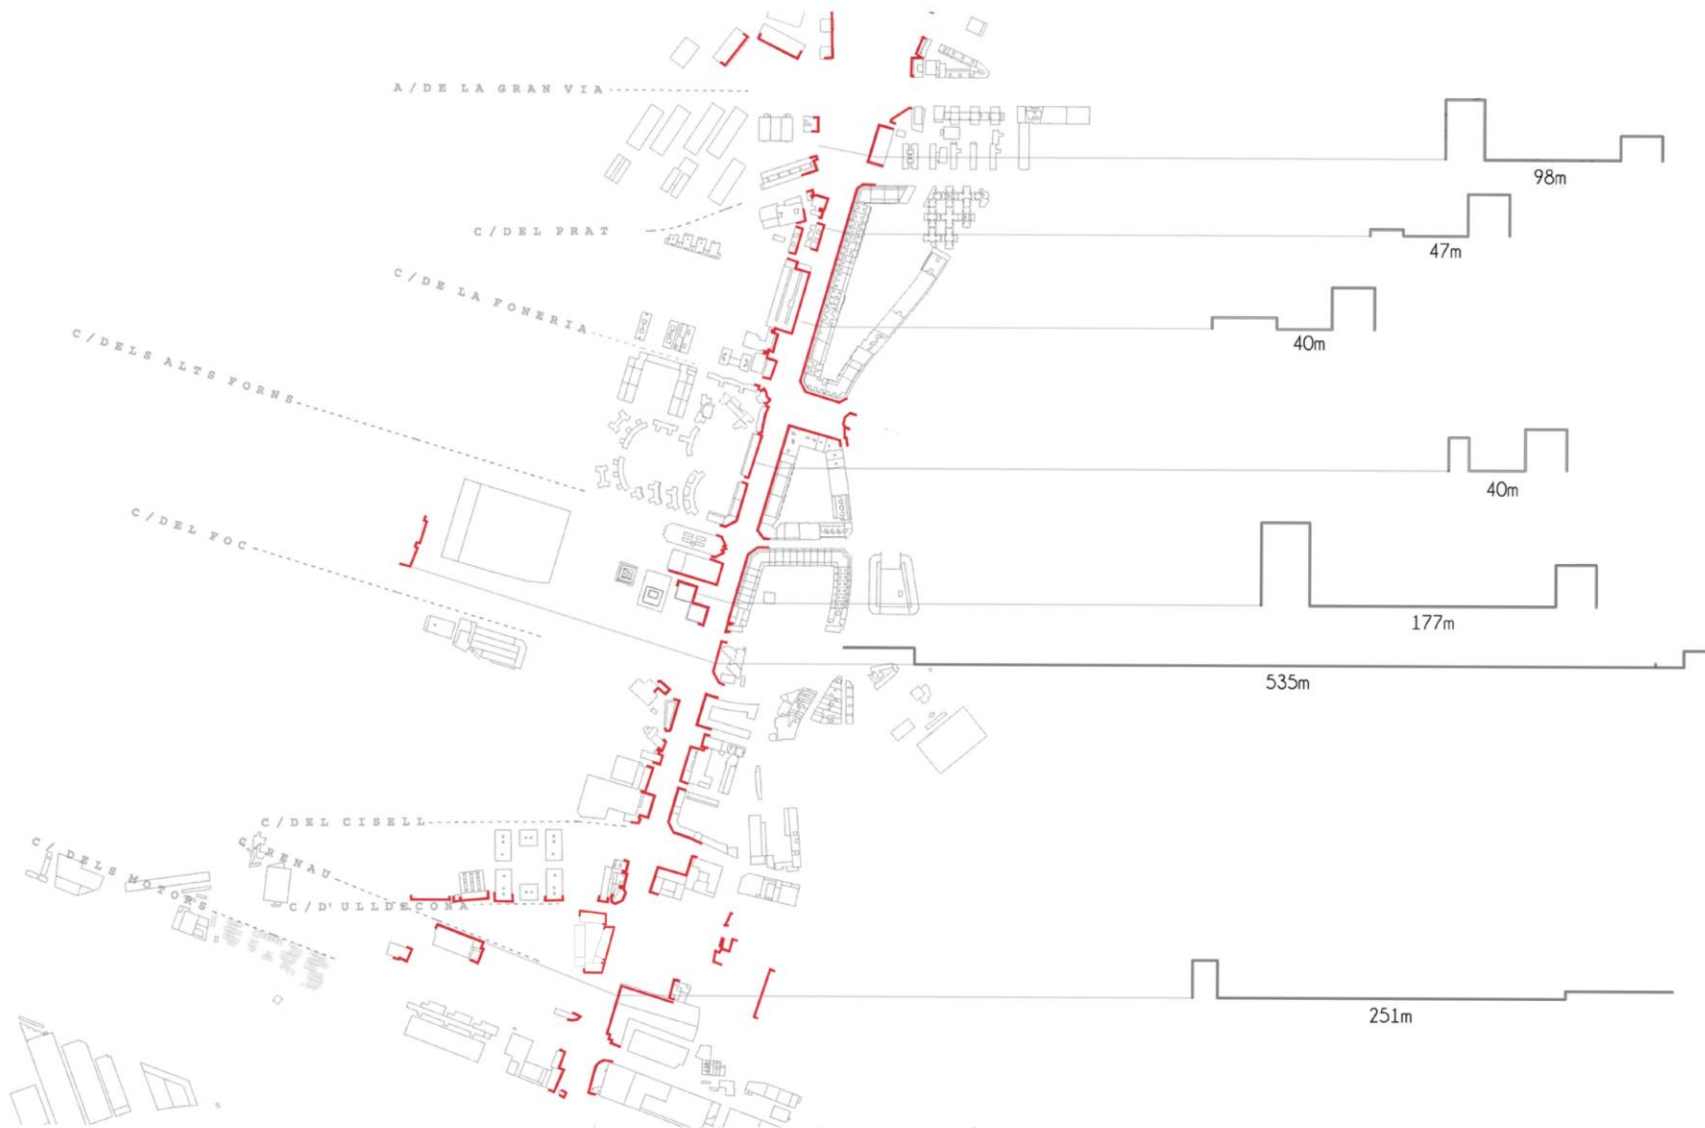 A/DE LA GRAN VIA
98m
C/DEL PRAT
47m
C/DE LA FONERIA
40m
C/DELS ALTS FORNS
40m
C/DEL FOC
177m
535m
C/DEL CISELL
C/DELS MOTORS
G.RENAU
C/D'ULLDECONA
251m